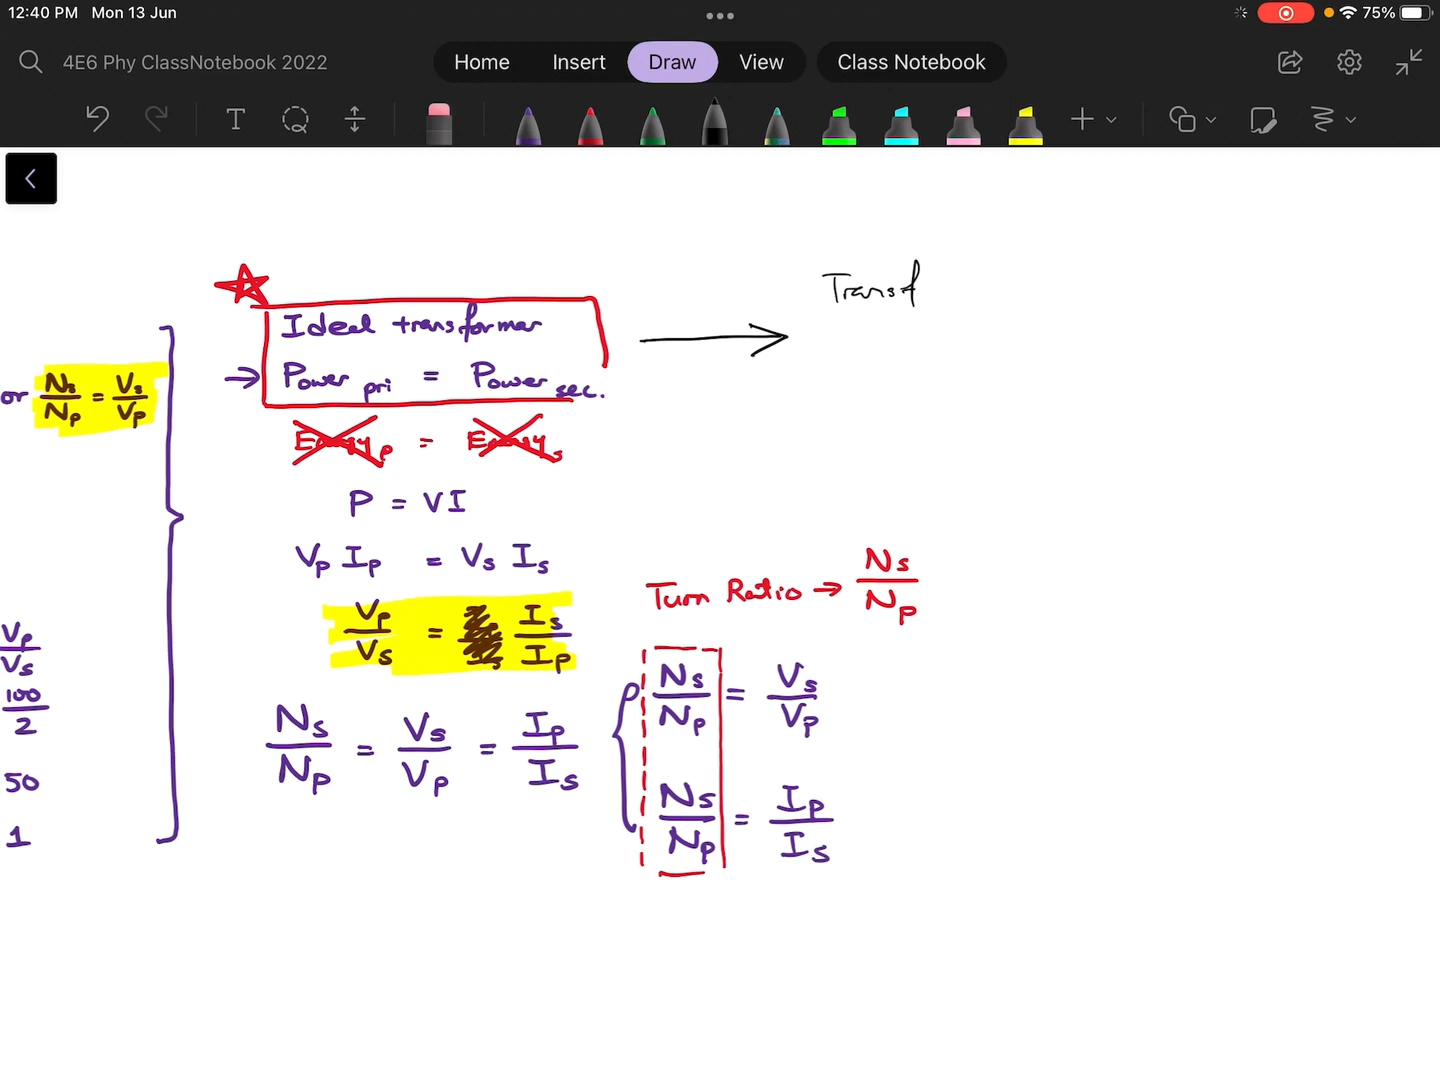 12:40 PM Mon 13 Jun
75%
4E6 Phy ClassNotebook 2022
Home Insert Draw View Class Notebook
T
or Ns/Np = Vs/Vp
Vp/Vs
100/2
50
1
Ideal transformer
→ Power pri = Power sec.
Energy p = Energy s
P = VI
Vp Ip = Vs Is
Vp/Vs = Is/Ip
Ns/Np = Vs/Vp = Ip/Is
→ Transf
Turn Ratio → Ns/Np
Ns/Np = Vs/Vp
Ns/Np = Ip/Is